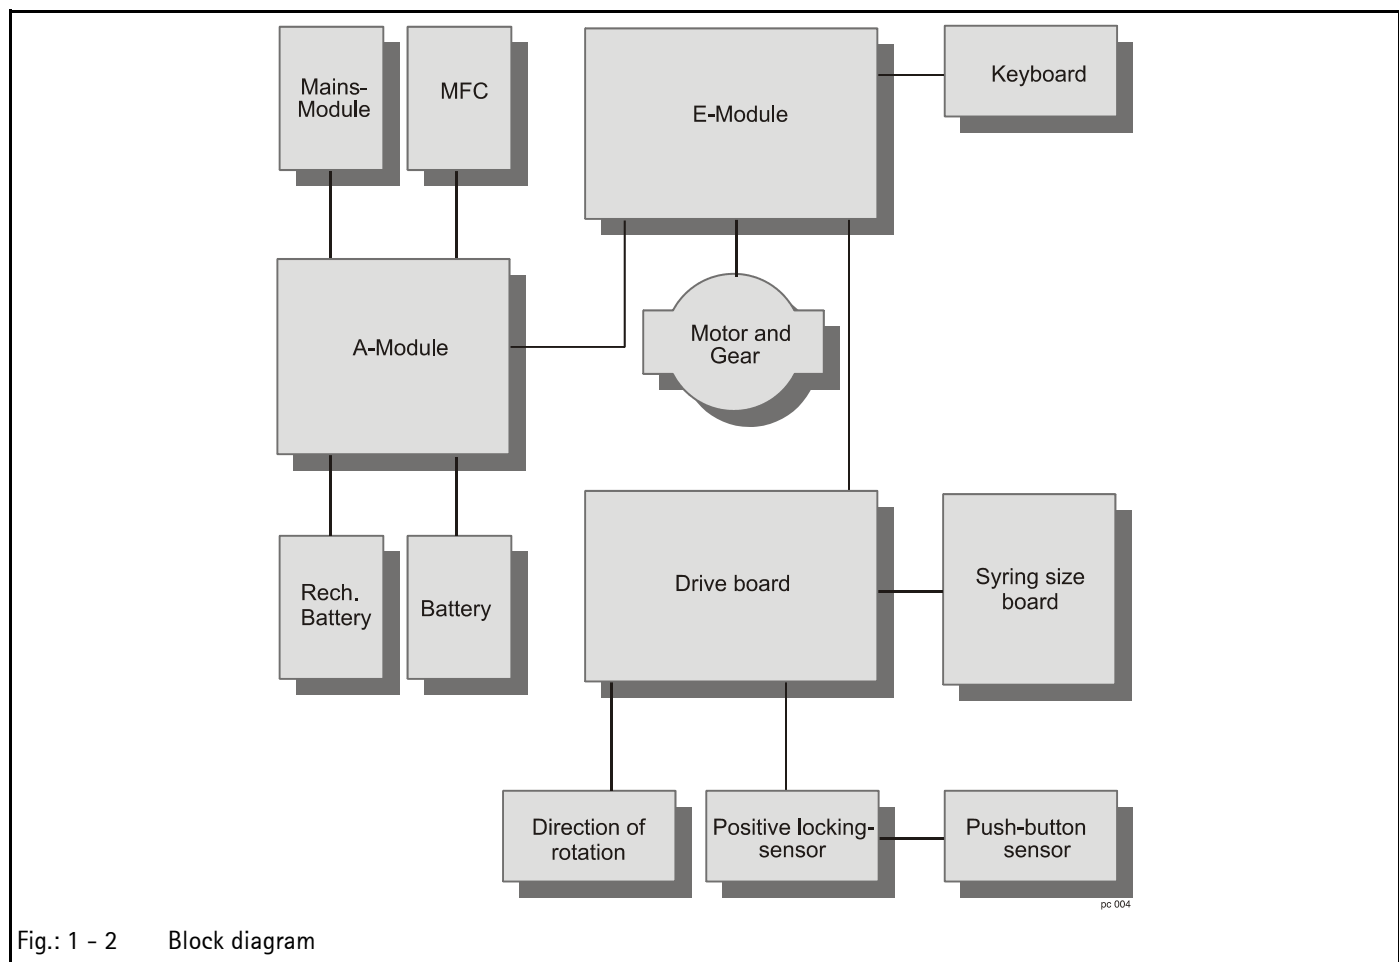 Mains-
Module
MFC
E-Module
Keyboard
A-Module
Motor and
Gear
Rech.
Battery
Battery
Drive board
Syring size
board
Direction of
rotation
Positive locking-
sensor
Push-button
sensor
pc 004
Fig.: 1 - 2 Block diagram